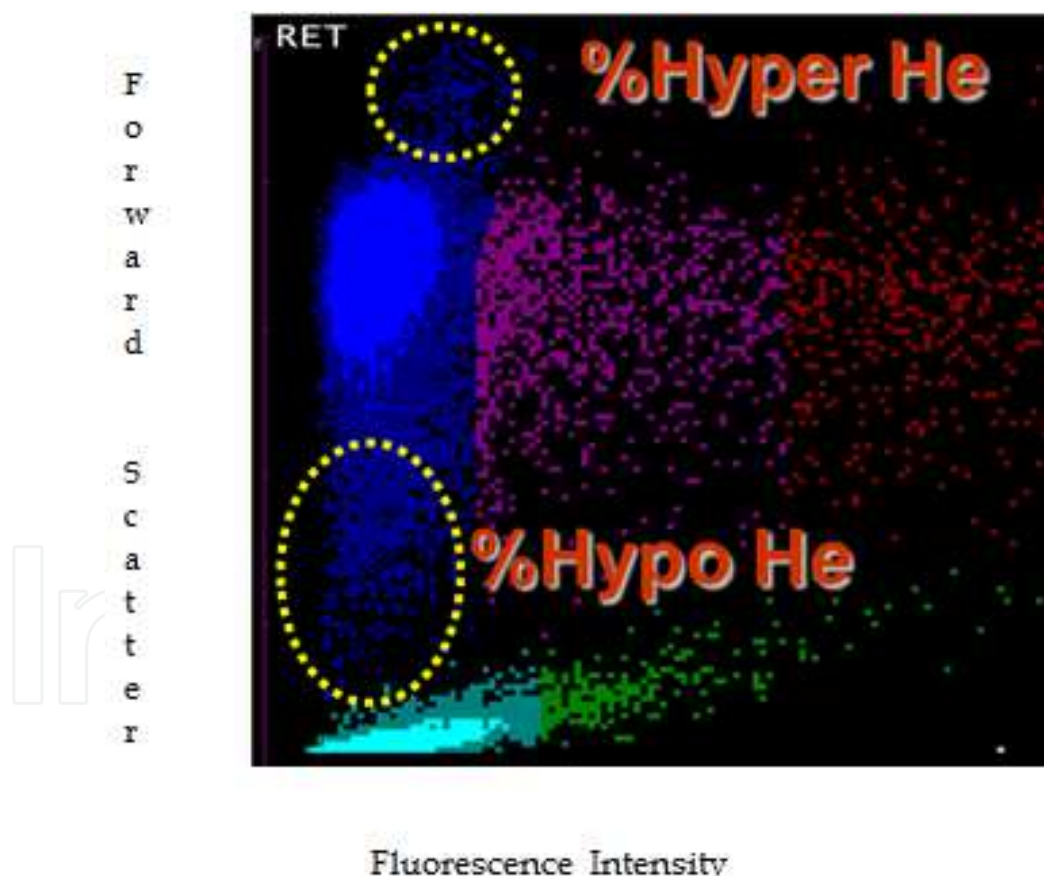 RET
%Hyper He
Forward Scatter
%Hypo He
Fluorescence Intensity